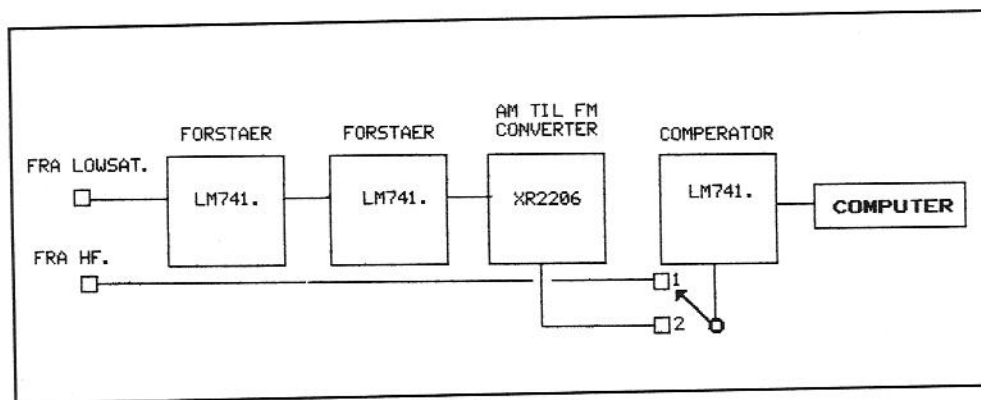 AM TIL FM
CONVERTER
FORSTAER
FORSTAER
COMPERATOR
FRA LOWSAT.
LM741.
LM741.
XR2206
LM741.
COMPUTER
FRA HF.
1
2